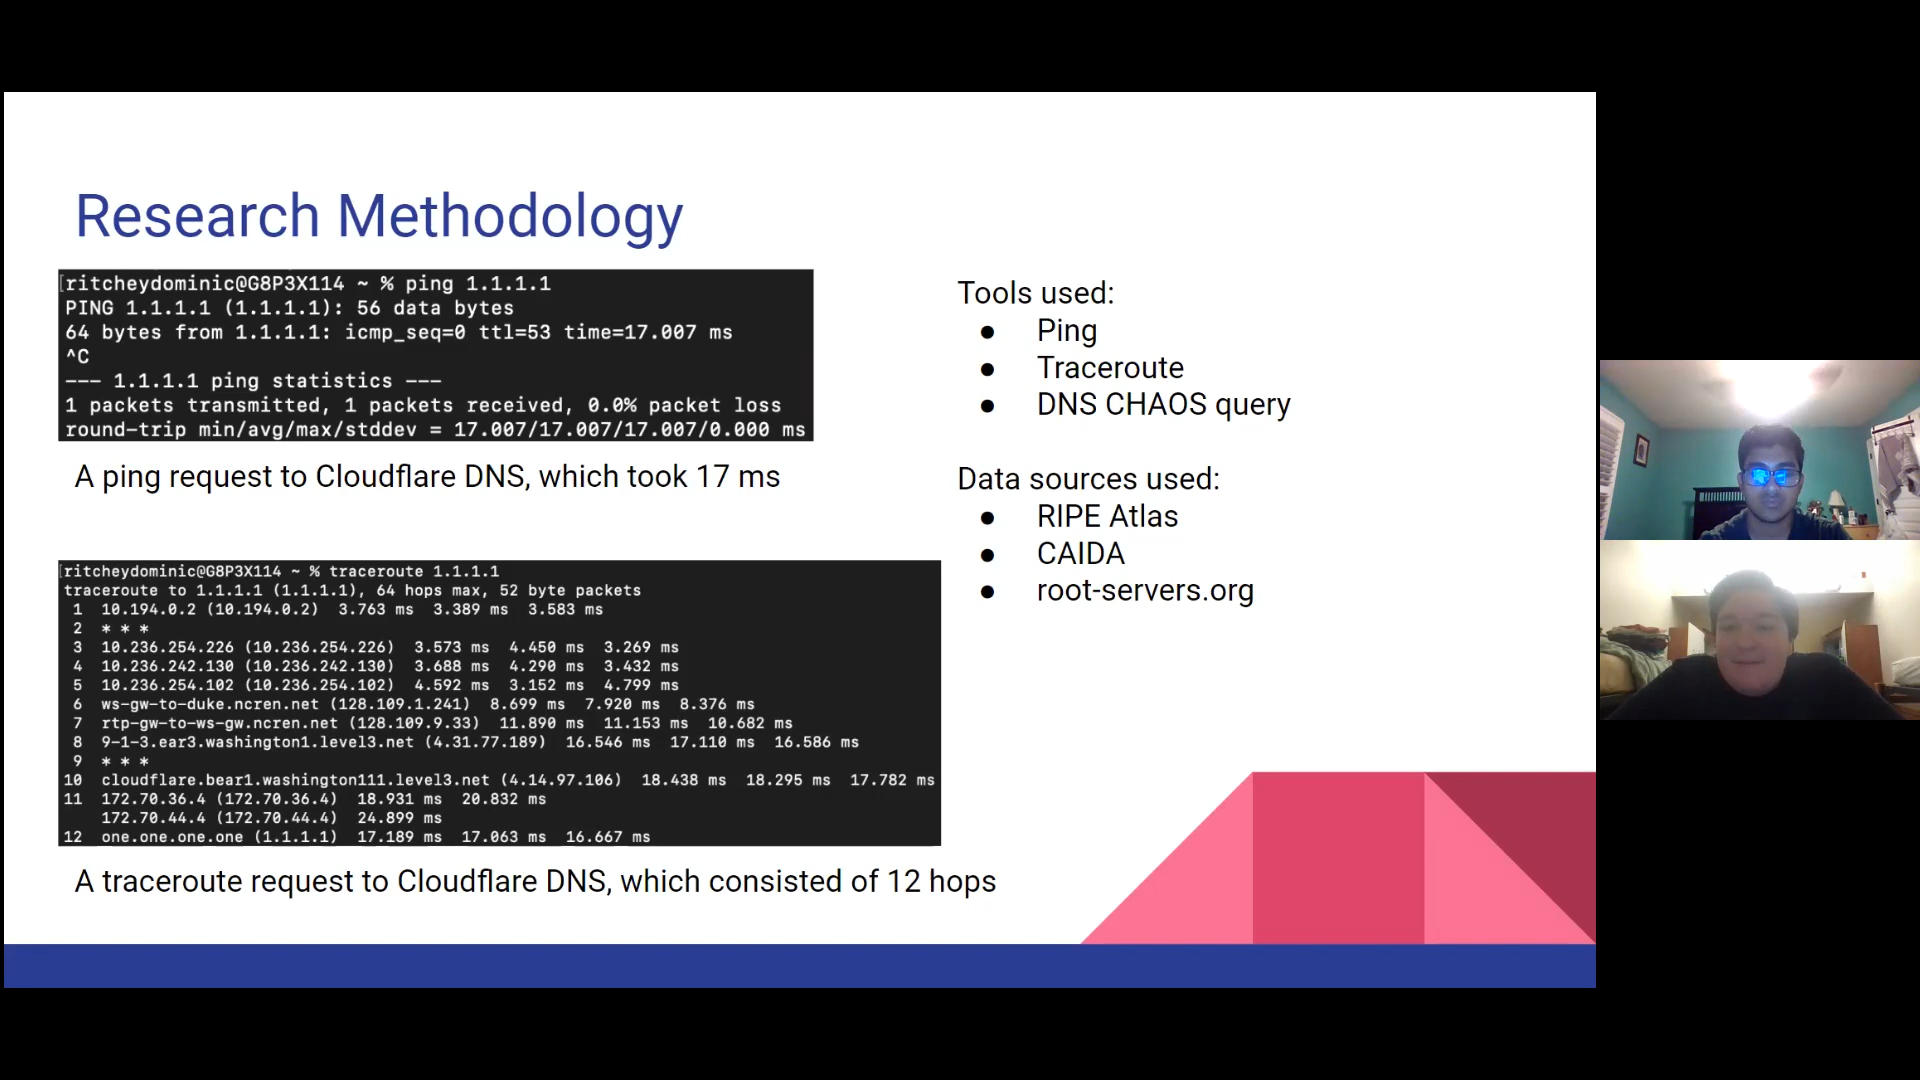 Research Methodology
[ritcheydominic@G8P3X114 ~ % ping 1.1.1.1
PING 1.1.1.1 (1.1.1.1): 56 data bytes
64 bytes from 1.1.1.1: icmp_seq=0 ttl=53 time=17.007 ms
^C
--- 1.1.1.1 ping statistics ---
1 packets transmitted, 1 packets received, 0.0% packet loss
round-trip min/avg/max/stddev = 17.007/17.007/17.007/0.000 ms
A ping request to Cloudflare DNS, which took 17 ms
[ritcheydominic@G8P3X114 ~ % traceroute 1.1.1.1
traceroute to 1.1.1.1 (1.1.1.1), 64 hops max, 52 byte packets
1 10.194.0.2 (10.194.0.2) 3.763 ms 3.389 ms 3.583 ms
2 * * *
3 10.236.254.226 (10.236.254.226) 3.573 ms 4.450 ms 3.269 ms
4 10.236.242.130 (10.236.242.130) 3.688 ms 4.290 ms 3.432 ms
5 10.236.254.102 (10.236.254.102) 4.592 ms 3.152 ms 4.799 ms
6 ws-gw-to-duke.ncren.net (128.109.1.241) 8.699 ms 7.920 ms 8.376 ms
7 rtp-gw-to-ws-gw.ncren.net (128.109.9.33) 11.890 ms 11.153 ms 10.682 ms
8 9-1-3.ear3.washington1.level3.net (4.31.77.189) 16.546 ms 17.110 ms 16.586 ms
9 * * *
10 cloudflare.bear1.washington111.level3.net (4.14.97.106) 18.438 ms 18.295 ms 17.782 ms
11 172.70.36.4 (172.70.36.4) 18.931 ms 20.832 ms
172.70.44.4 (172.70.44.4) 24.899 ms
12 one.one.one.one (1.1.1.1) 17.189 ms 17.063 ms 16.667 ms
A traceroute request to Cloudflare DNS, which consisted of 12 hops
Tools used:
● Ping
● Traceroute
● DNS CHAOS query
Data sources used:
● RIPE Atlas
● CAIDA
● root-servers.org